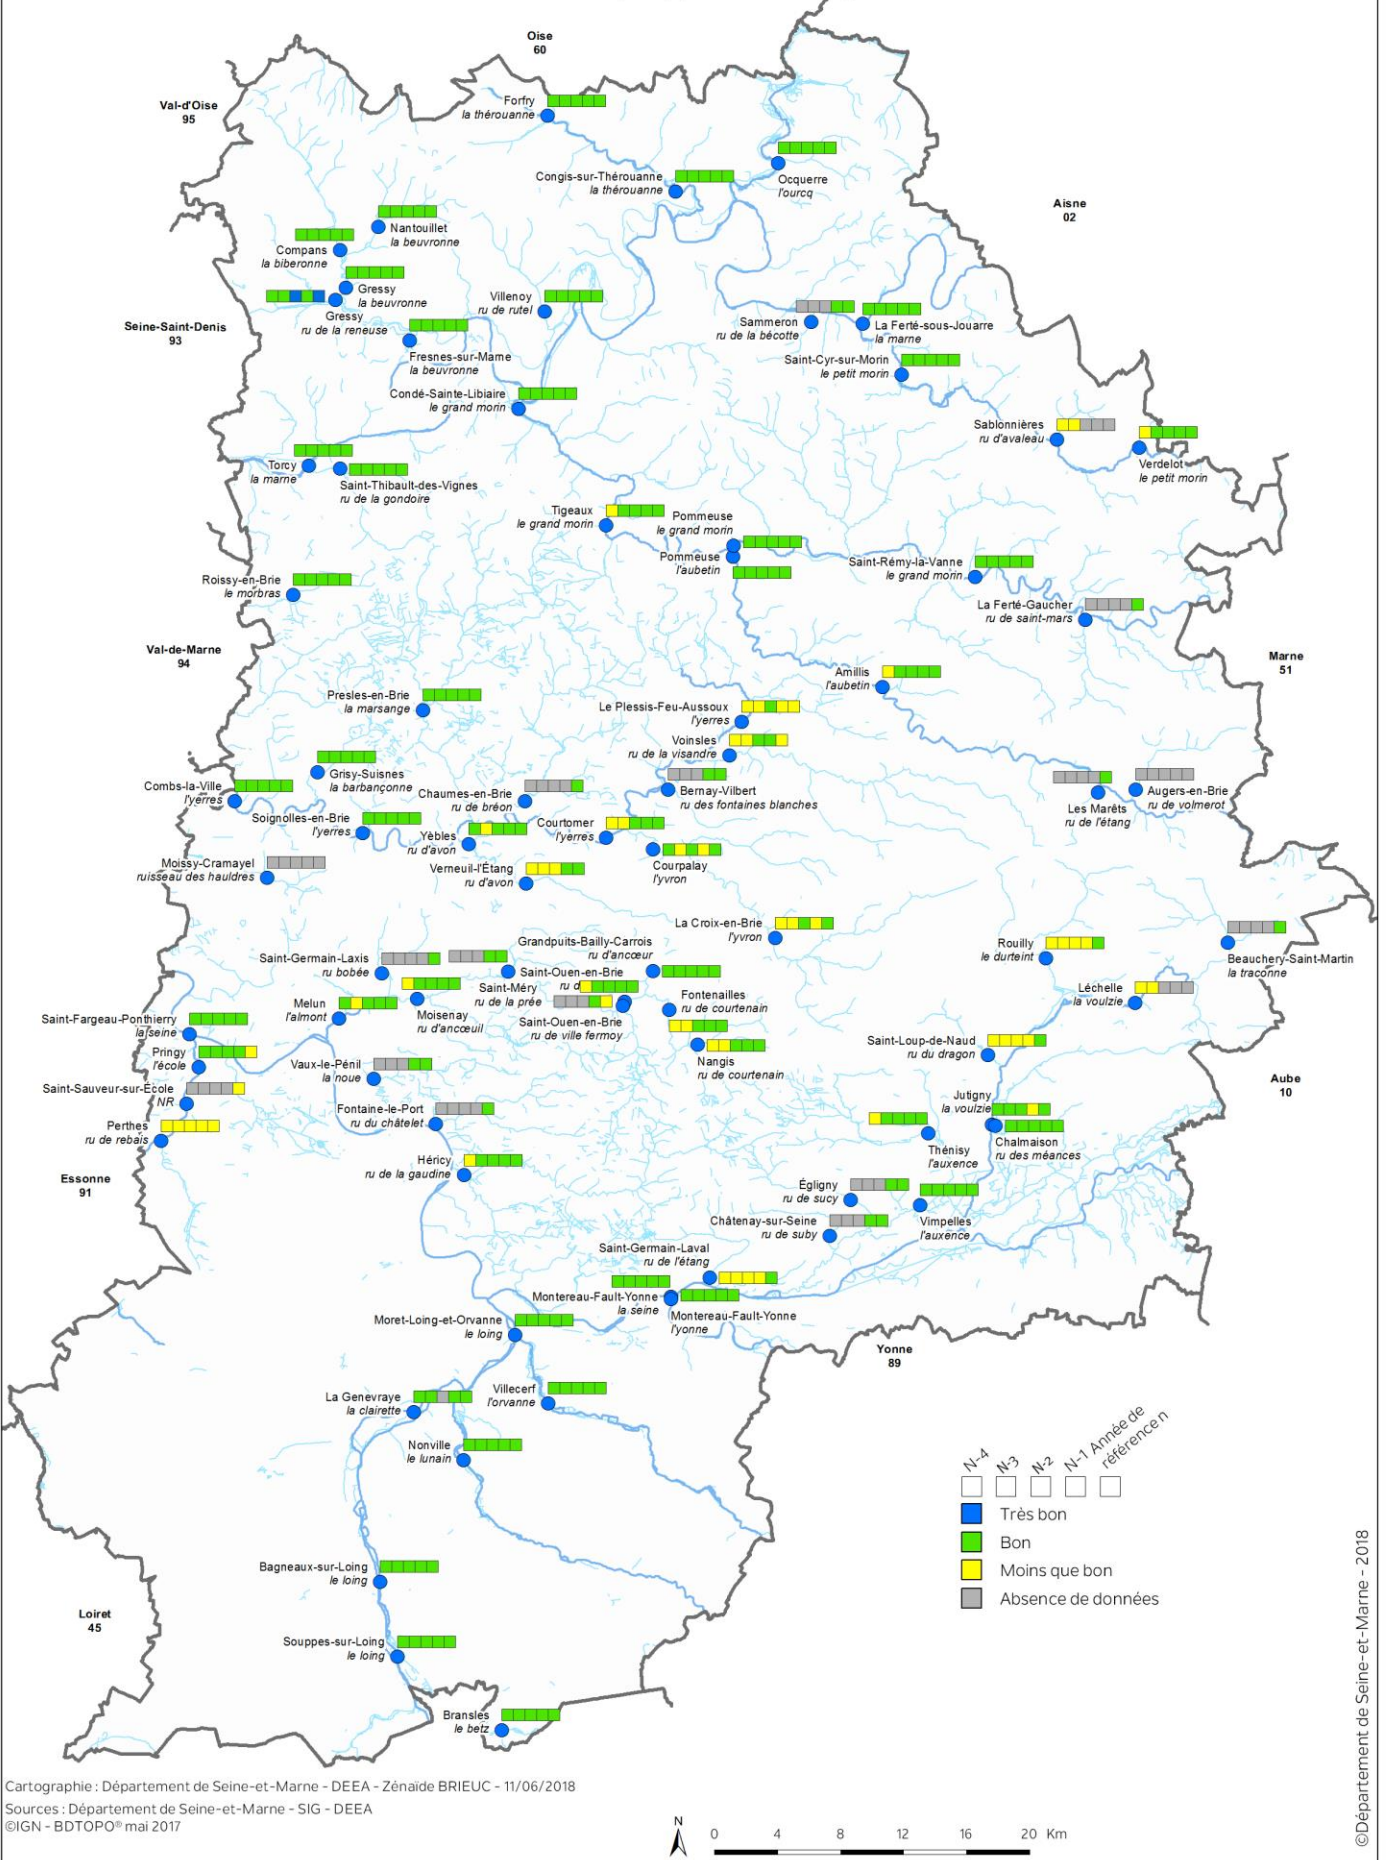 Oise
60
Val-d'Oise
95
Forfry
la thérouanne
Congis-sur-Thérouanne
la thérouanne
Ocquerre
l'ourcq
Aisne
02
Nantouillet
la beuvronne
Compans
la biberonne
Gressy
la beuvronne
Gressy
ru de la reneuse
Villenoy
ru de rutel
Seine-Saint-Denis
93
Sammeron
ru de la bécotte
La Ferté-sous-Jouarre
la marne
Fresnes-sur-Marne
la beuvronne
Saint-Cyr-sur-Morin
le petit morin
Condé-Sainte-Libiaire
le grand morin
Sablonnières
ru d'avaleau
Verdelot
le petit morin
Torcy
la marne
Saint-Thibault-des-Vignes
ru de la gondoire
Tigeaux
le grand morin
Pommeuse
le grand morin
Pommeuse
l'aubetin
Saint-Rémy-la-Vanne
le grand morin
Roissy-en-Brie
le morbras
La Ferté-Gaucher
ru de saint-mars
Val-de-Marne
94
Marne
51
Amillis
l'aubetin
Presles-en-Brie
la marsange
Le Plessis-Feu-Aussoux
l'yerres
Voinsles
ru de la visandre
Grisy-Suisnes
la barbançonne
Combs-la-Ville
l'yerres
Chaumes-en-Brie
ru de bréon
Bernay-Vilbert
ru des fontaines blanches
Les Marêts
ru de l'étang
Augers-en-Brie
ru de volmerot
Soignolles-en-Brie
l'yerres
Yèbles
ru d'avon
Courtomer
l'yerres
Moissy-Cramayel
ruisseau des hauldres
Verneuil-l'Étang
ru d'avon
Courpalay
l'yvron
La Croix-en-Brie
l'yvron
Rouilly
le durteint
Beauchery-Saint-Martin
la traconne
Saint-Germain-Laxis
ru bobée
Grandpuits-Bailly-Carrois
ru d'ancœur
Saint-Ouen-en-Brie
ru d
Saint-Méry
ru de la prée
Saint-Ouen-en-Brie
ru de ville fermoy
Fontenailles
ru de courtenain
Léchelle
la voulzie
Melun
l'almont
Moisenay
ru d'ancœuil
Saint-Fargeau-Ponthierry
la seine
Pringy
l'école
Nangis
ru de courtenain
Saint-Loup-de-Naud
ru du dragon
Vaux-le-Pénil
la noue
Saint-Sauveur-sur-École
NR
Aube
10
Jutigny
la voulzie
Fontaine-le-Port
ru du châtelet
Perthes
ru de rebais
Chalmaison
ru des méances
Thénisy
l'auxence
Héricy
ru de la gaudine
Essonne
91
Égligny
ru de sucy
Vimpelles
l'auxence
Châtenay-sur-Seine
ru de suby
Saint-Germain-Laval
ru de l'étang
Montereau-Fault-Yonne
la seine
Montereau-Fault-Yonne
l'yonne
Moret-Loing-et-Orvanne
le loing
Yonne
89
La Genevraye
la clairette
Villecerf
l'orvanne
Nonville
le lunain
N-4 N-3 N-2 N-1 Année de
référence n
Très bon
Bon
Moins que bon
Absence de données
Bagneaux-sur-Loing
le loing
Loiret
45
Souppes-sur-Loing
le loing
Bransles
le betz
Cartographie : Département de Seine-et-Marne - DEEA - Zénaïde BRIEUC - 11/06/2018
Sources : Département de Seine-et-Marne - SIG - DEEA
©IGN - BDTOPO® mai 2017
N
0 4 8 12 16 20 Km
©Département de Seine-et-Marne - 2018